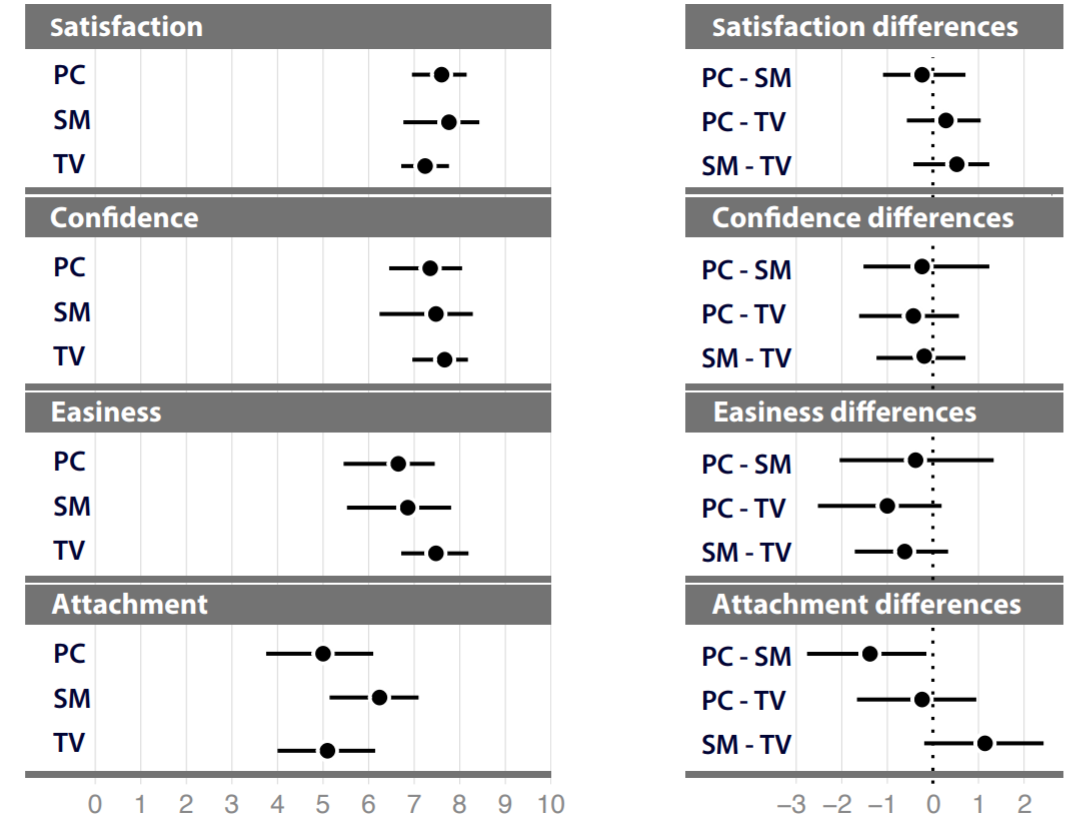 Satisfaction
PC
SM
TV
Confidence
PC
SM
TV
Easiness
PC
SM
TV
Attachment
PC
SM
TV
0 1 2 3 4 5 6 7 8 9 10
Satisfaction differences
PC - SM
PC - TV
SM - TV
Confidence differences
PC - SM
PC - TV
SM - TV
Easiness differences
PC - SM
PC - TV
SM - TV
Attachment differences
PC - SM
PC - TV
SM - TV
−3 −2 −1 0 1 2